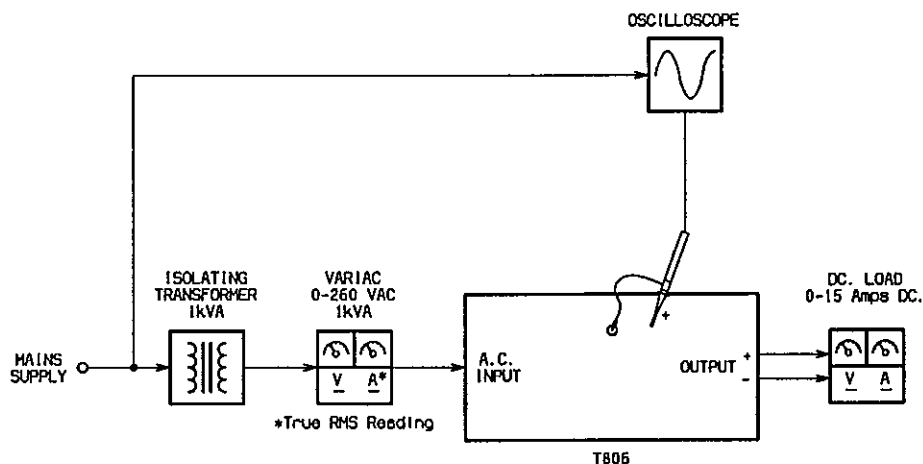 OSCILLOSCOPE
ISOLATING
TRANSFORMER
1kVA
VARIAC
0-260 VAC
1kVA
DC. LOAD
0-15 Amps DC.
MAINS
SUPPLY
V A*
*True RMS Reading
A.C.
INPUT
+
OUTPUT
+
-
V A
T806